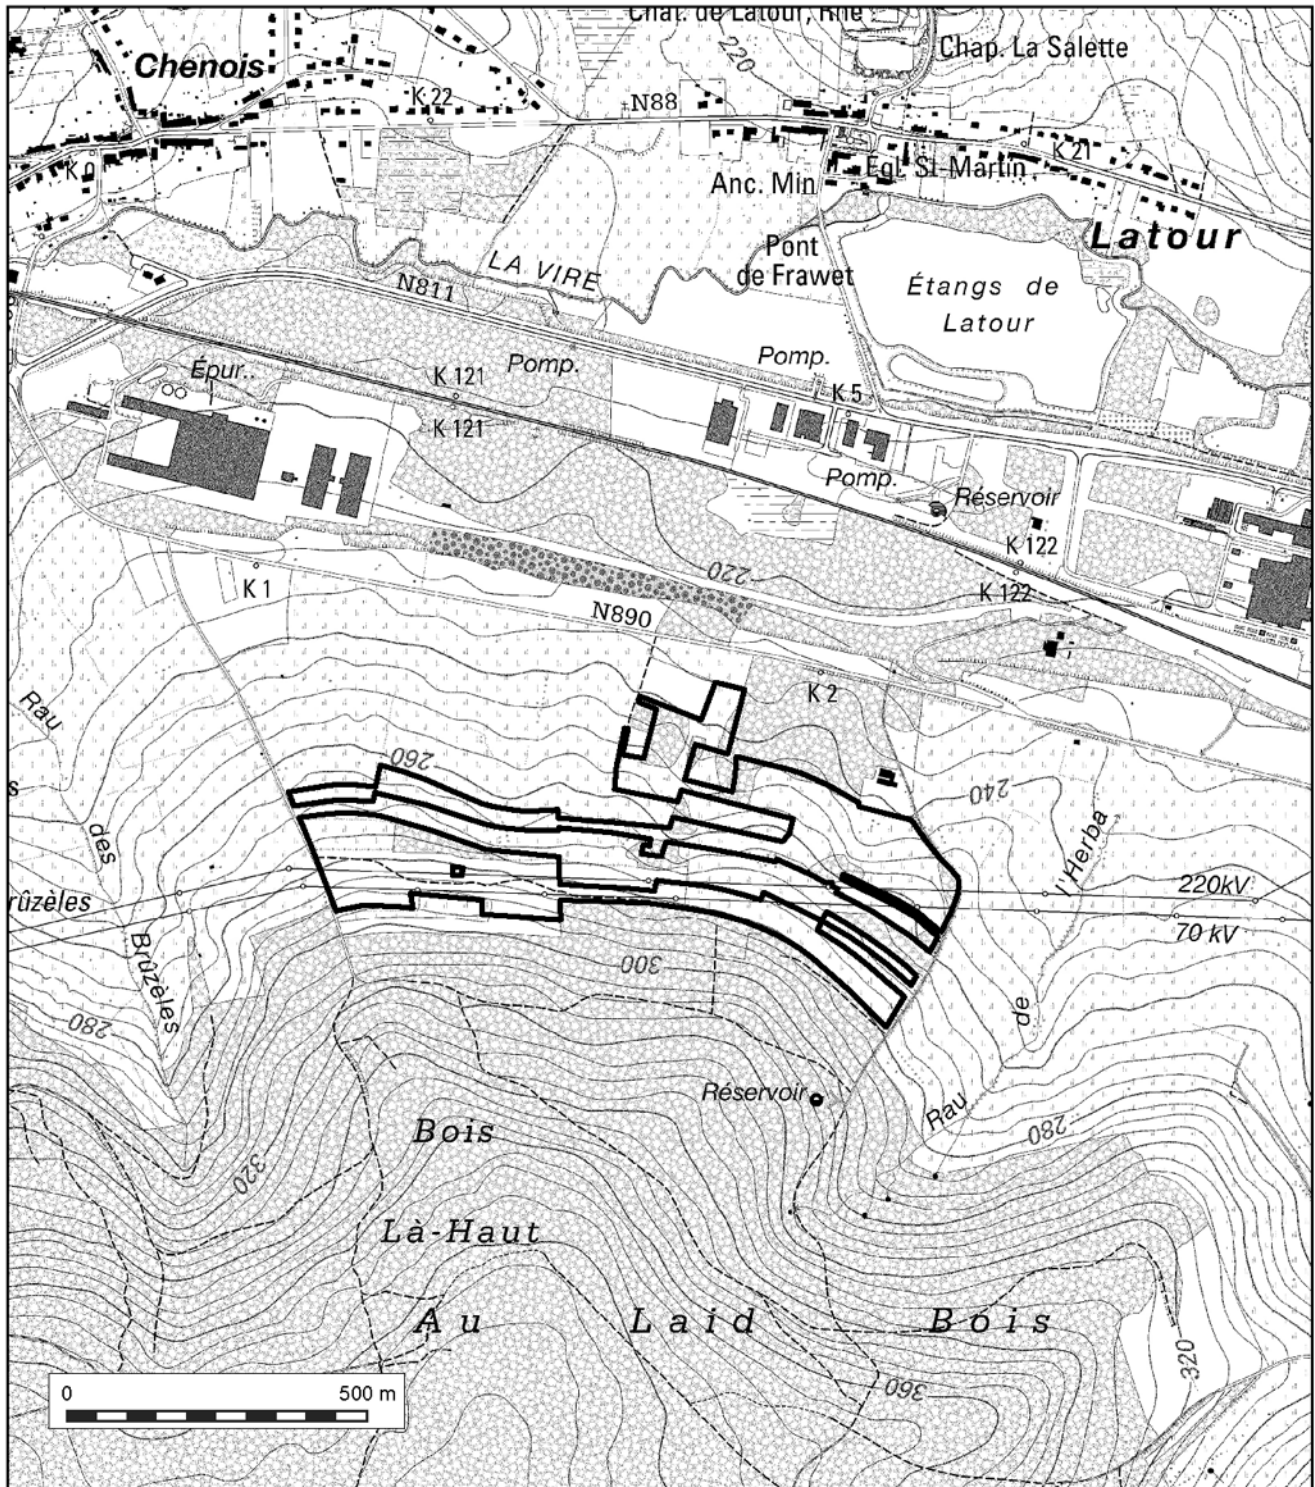 Chat. de Latour, Rne
Chenois
220
Chap. La Salette
K 22
N88
K 0
K 21
Anc. Min
Egl. St-Martin
Latour
Pont
de Frawet
LA VIRE
N811
Étangs de
Latour
Épur..
K 121
Pomp.
Pomp.
K 5
K 121
Pomp.
Réservoir
K 122
220
K 122
K 1
N890
K 2
Rau
des
Brûzèles
260
240
l'Herba
de
Rau
s
rûzèles
220kV
70 kV
300
280
Réservoir
280
Bois
Là-Haut
320
Au Laid Bois
320
360
0 500 m